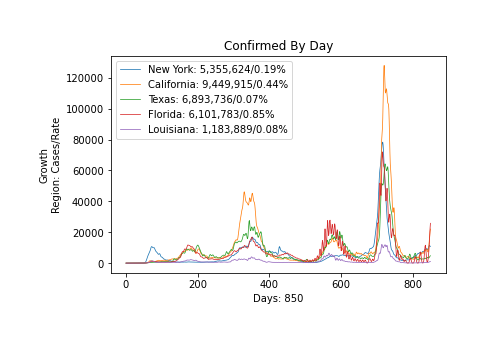 Confirmed By Day
New York: 5,355,624/0.19%
California: 9,449,915/0.44%
Texas: 6,893,736/0.07%
Florida: 6,101,783/0.85%
Louisiana: 1,183,889/0.08%
Growth
Region: Cases/Rate
120000
100000
80000
60000
40000
20000
0
0 200 400 600 800
Days: 850